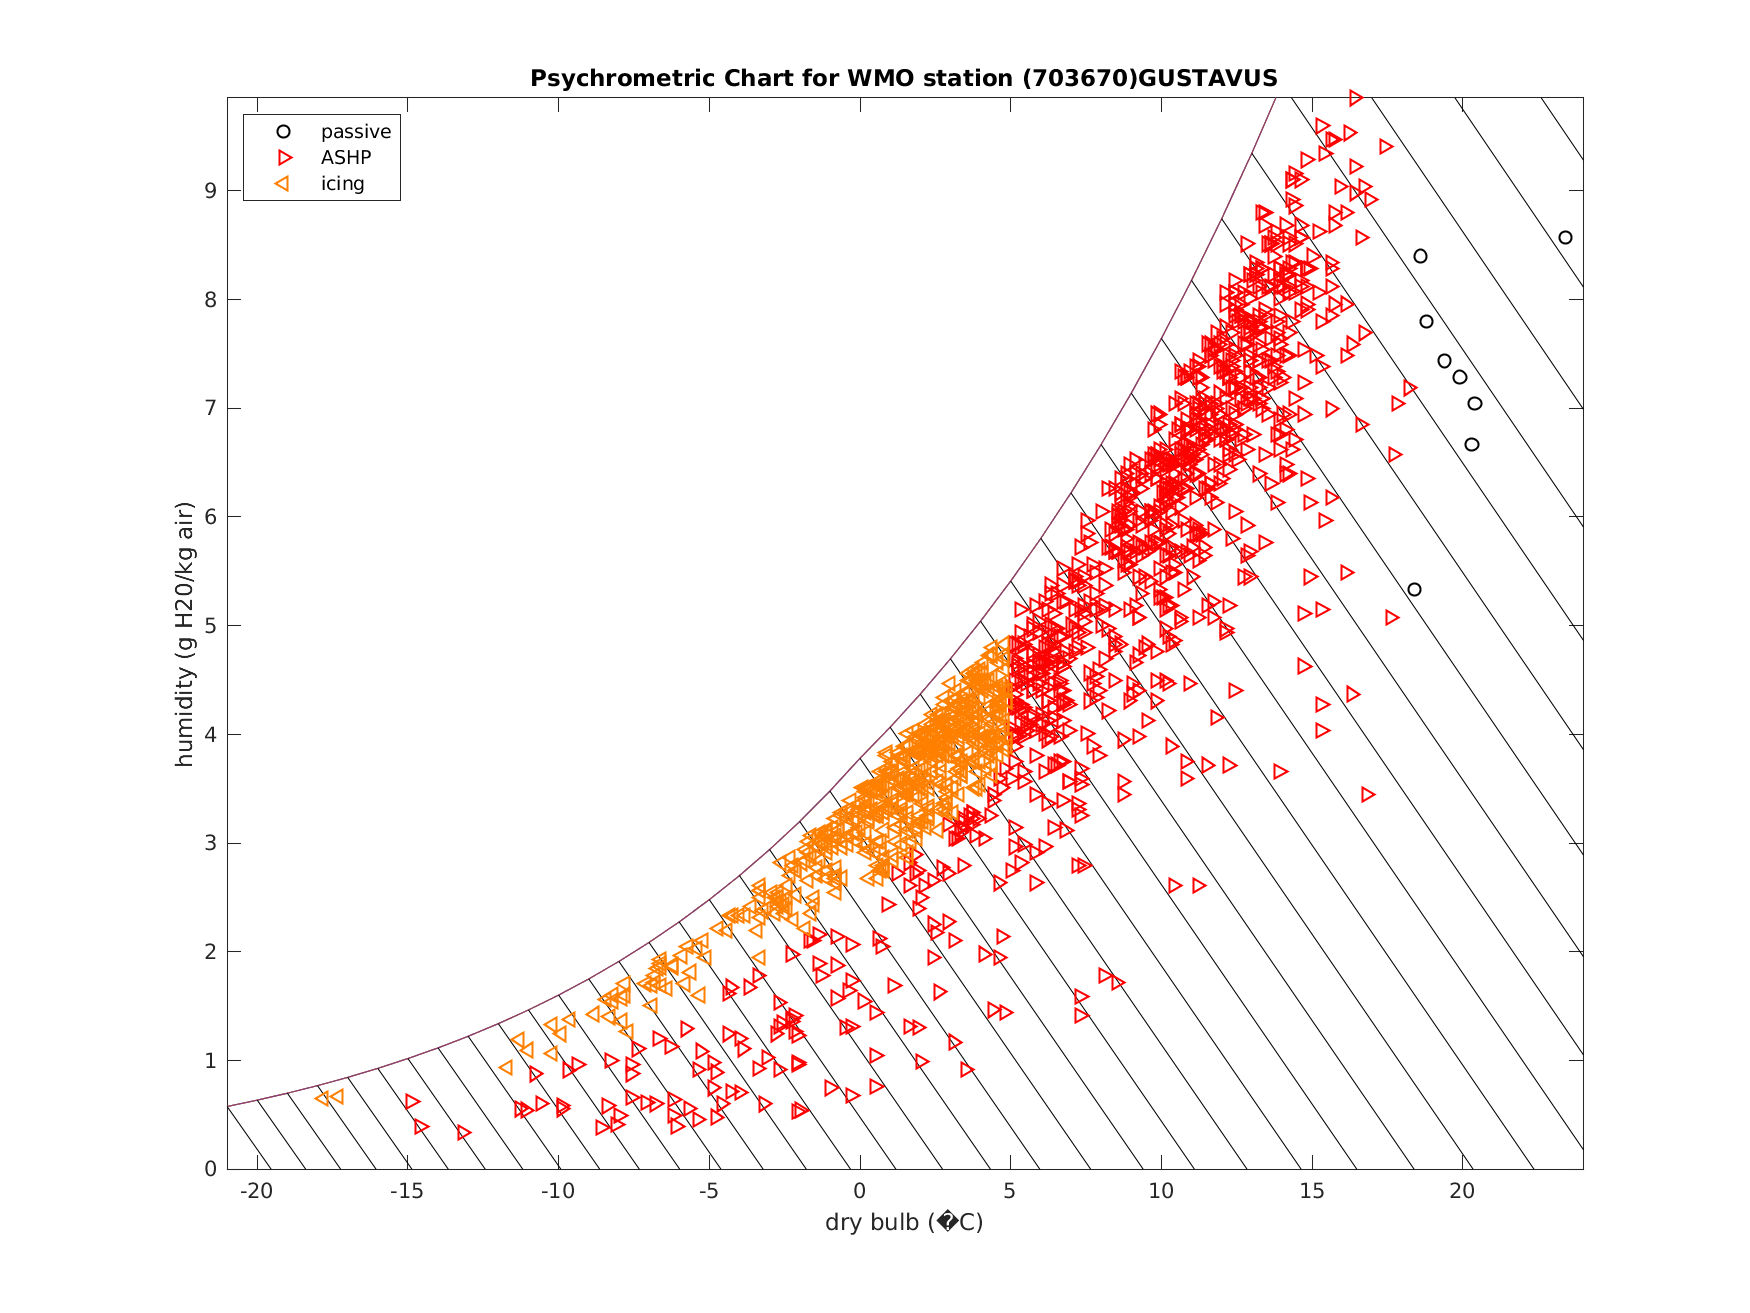 Psychrometric Chart for WMO station (703670)GUSTAVUS
passive
ASHP
icing
humidity (g H20/kg air)
9
8
7
6
5
4
3
2
1
0
-20 -15 -10 -5 0 5 10 15 20
dry bulb (�C)